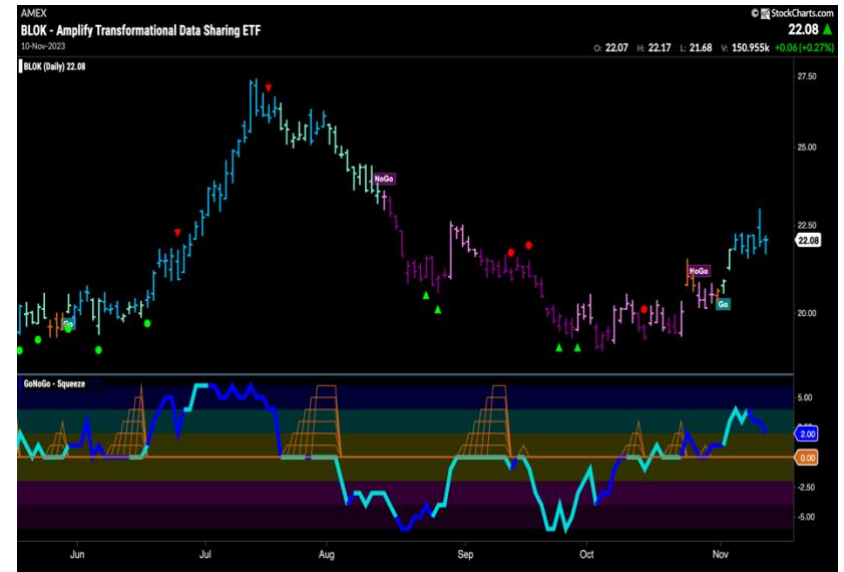 AMEX
© StockCharts.com
BLOK - Amplify Transformational Data Sharing ETF
22.08
10-Nov-2023
O: 22.07 H: 22.17 L: 21.68 V: 150.955k +0.06 (+0.27%)
BLOK (Daily) 22.08
27.50
25.00
NoGo
22.50
22.08
NoGo
Go
20.00
Go
GoNoGo - Squeeze
5.00
2.00
0.00
-2.50
-5.00
Jun Jul Aug Sep Oct Nov